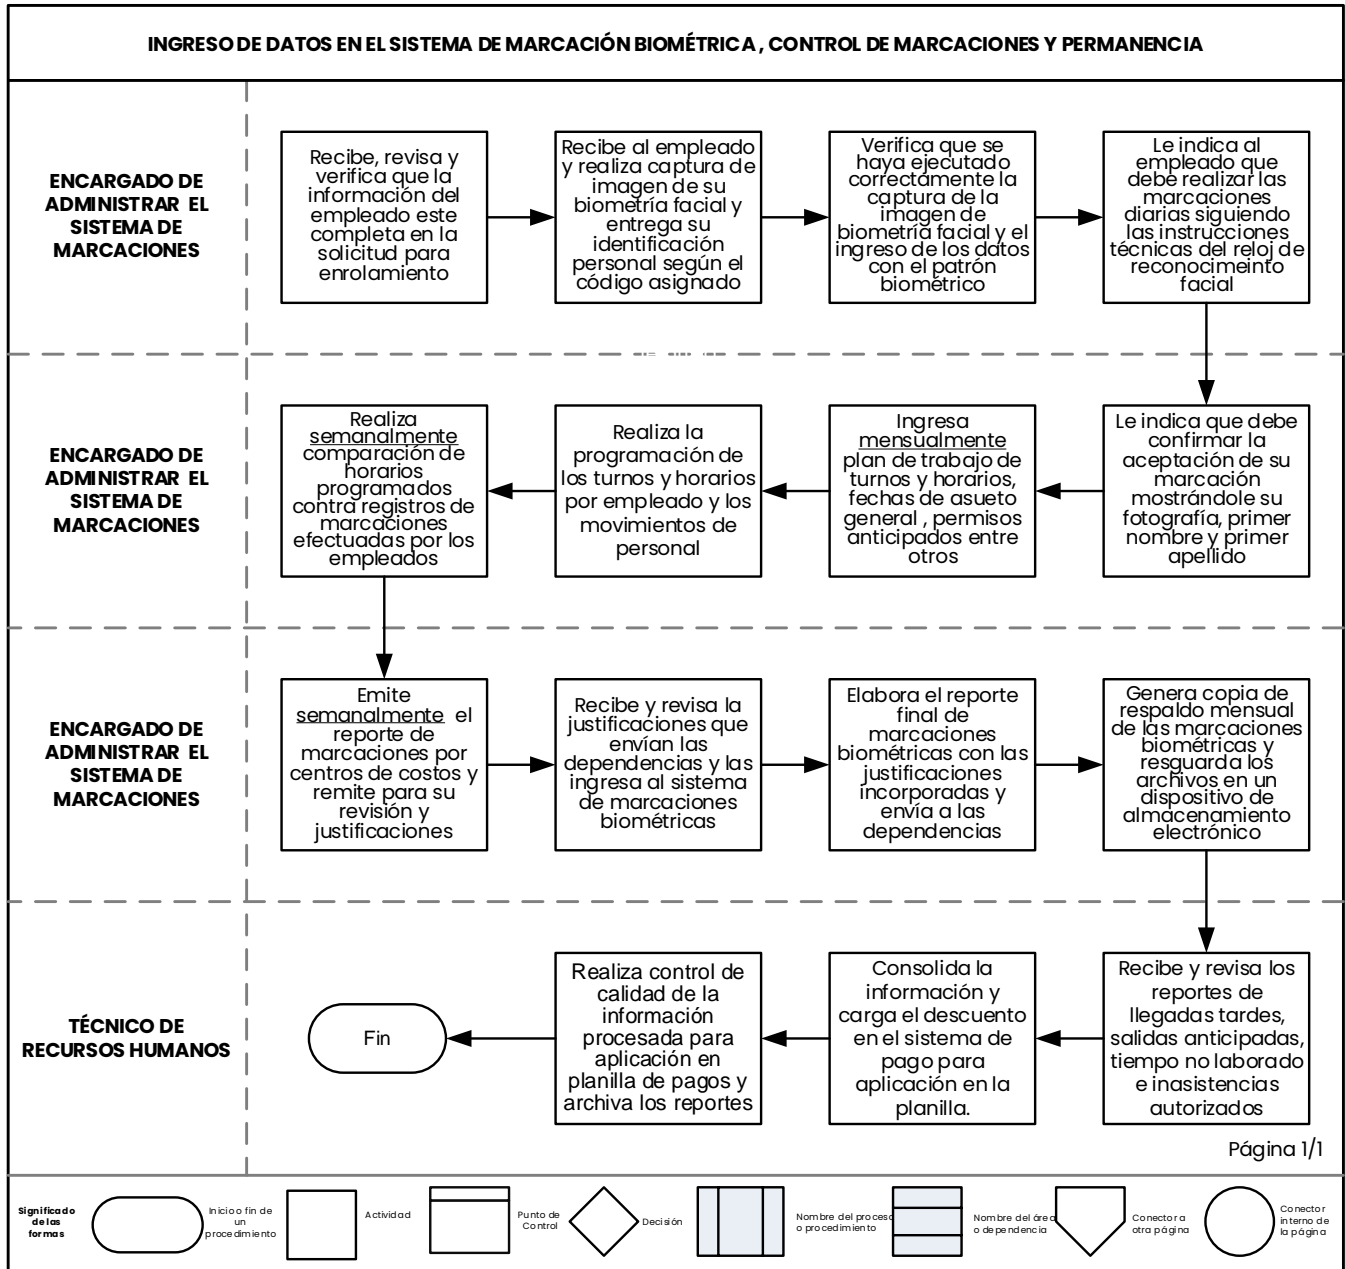 INGRESO DE DATOS EN EL SISTEMA DE MARCACIÓN BIOMÉTRICA , CONTROL DE MARCACIONES Y PERMANENCIA
ENCARGADO DE
ADMINISTRAR EL
SISTEMA DE
MARCACIONES
Recibe, revisa y
verifica que la
información del
empleado este
completa en la
solicitud para
enrolamiento
Recibe al empleado
y realiza captura de
imagen de su
biometría facial y
entrega su
identificación
personal según el
código asignado
Verifica que se
haya ejecutado
correctamente la
captura de la
imagen de
biometría facial y el
ingreso de los datos
con el patrón
biométrico
Le indica al
empleado que
debe realizar las
marcaciones
diarias siguiendo
las instrucciones
técnicas del reloj de
reconocimeinto
facial
ENCARGADO DE
ADMINISTRAR EL
SISTEMA DE
MARCACIONES
Realiza
semanalmente
comparación de
horarios
programados
contra registros de
marcaciones
efectuadas por los
empleados
Realiza la
programación de
los turnos y horarios
por empleado y los
movimientos de
personal
Ingresa
mensualmente
plan de trabajo de
turnos y horarios,
fechas de asueto
general , permisos
anticipados entre
otros
Le indica que debe
confirmar la
aceptación de su
marcación
mostrándole su
fotografía, primer
nombre y primer
apellido
ENCARGADO DE
ADMINISTRAR EL
SISTEMA DE
MARCACIONES
Emite
semanalmente el
reporte de
marcaciones por
centros de costos y
remite para su
revisión y
justificaciones
Recibe y revisa la
justificaciones que
envían las
dependencias y las
ingresa al sistema
de marcaciones
biométricas
Elabora el reporte
final de
marcaciones
biométricas con las
justificaciones
incorporadas y
envía a las
dependencias
Genera copia de
respaldo mensual
de las marcaciones
biométricas y
resguarda los
archivos en un
dispositivo de
almacenamiento
electrónico
TÉCNICO DE
RECURSOS HUMANOS
Fin
Realiza control de
calidad de la
información
procesada para
aplicación en
planilla de pagos y
archiva los reportes
Consolida la
información y
carga el descuento
en el sistema de
pago para
aplicación en la
planilla.
Recibe y revisa los
reportes de
llegadas tardes,
salidas anticipadas,
tiempo no laborado
e inasistencias
autorizados
Página 1/1
Significado
de las
formas
Inicio o fin de
un
procedimiento
Actividad
Punto de
Control
Decisión
Nombre del proceso
o procedimiento
Nombre del área
o dependencia
Conector a
otra página
Conector
interno de
la página